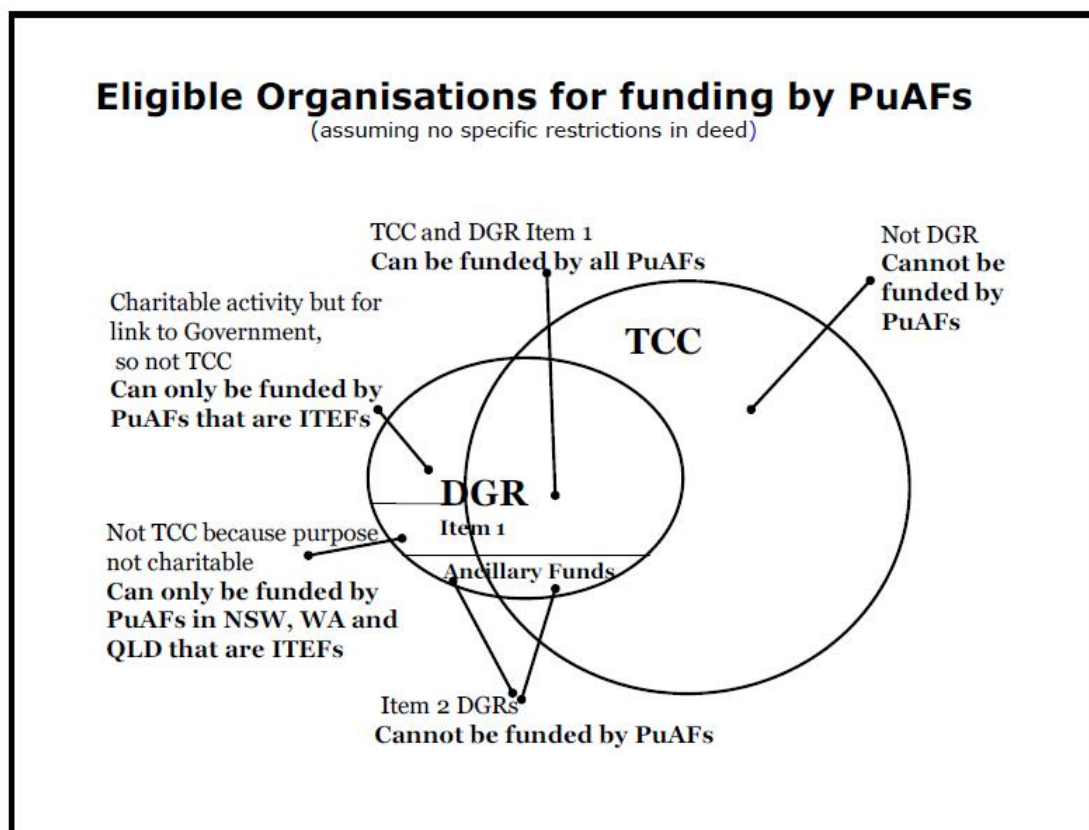 Eligible Organisations for funding by PuAFs
(assuming no specific restrictions in deed)
TCC and DGR Item 1
Can be funded by all PuAFs
Not DGR
Cannot be
funded by
PuAFs
Charitable activity but for
link to Government,
so not TCC
Can only be funded by
PuAFs that are ITEFs
TCC
DGR
Item 1
Not TCC because purpose
not charitable
Can only be funded by
PuAFs in NSW, WA and
QLD that are ITEFs
Ancillary Funds
Item 2 DGRs
Cannot be funded by PuAFs